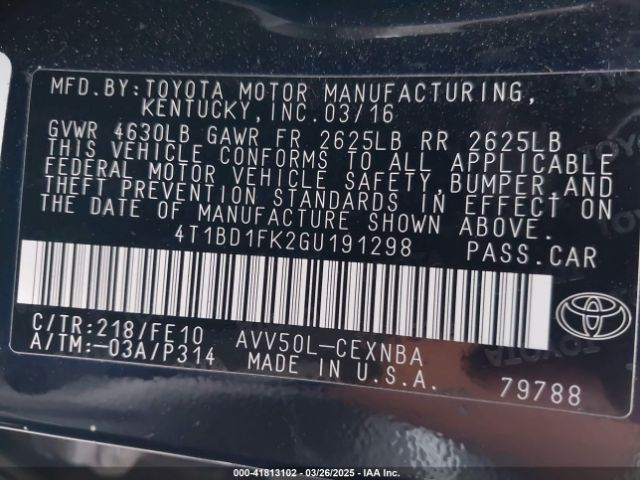 MFD.BY:TOYOTA MOTOR MANUFACTURING,
KENTUCKY,INC.03/16
GVWR 4630LB GAWR FR 2625LB RR 2625LB
THIS VEHICLE CONFORMS TO ALL APPLICABLE
FEDERAL MOTOR VEHICLE SAFETY,BUMPER,AND
THEFT PREVENTION STANDARDS IN EFFECT ON
THE DATE OF MANUFACTURE SHOWN ABOVE.
4T1BD1FK2GU191298 PASS.CAR
C/TR:218/FE10 AVV50L-CEXNBA
A/TM:-03A/P314 MADE IN U.S.A. 79788
000-41813102 - 03/26/2025 - IAA Inc.